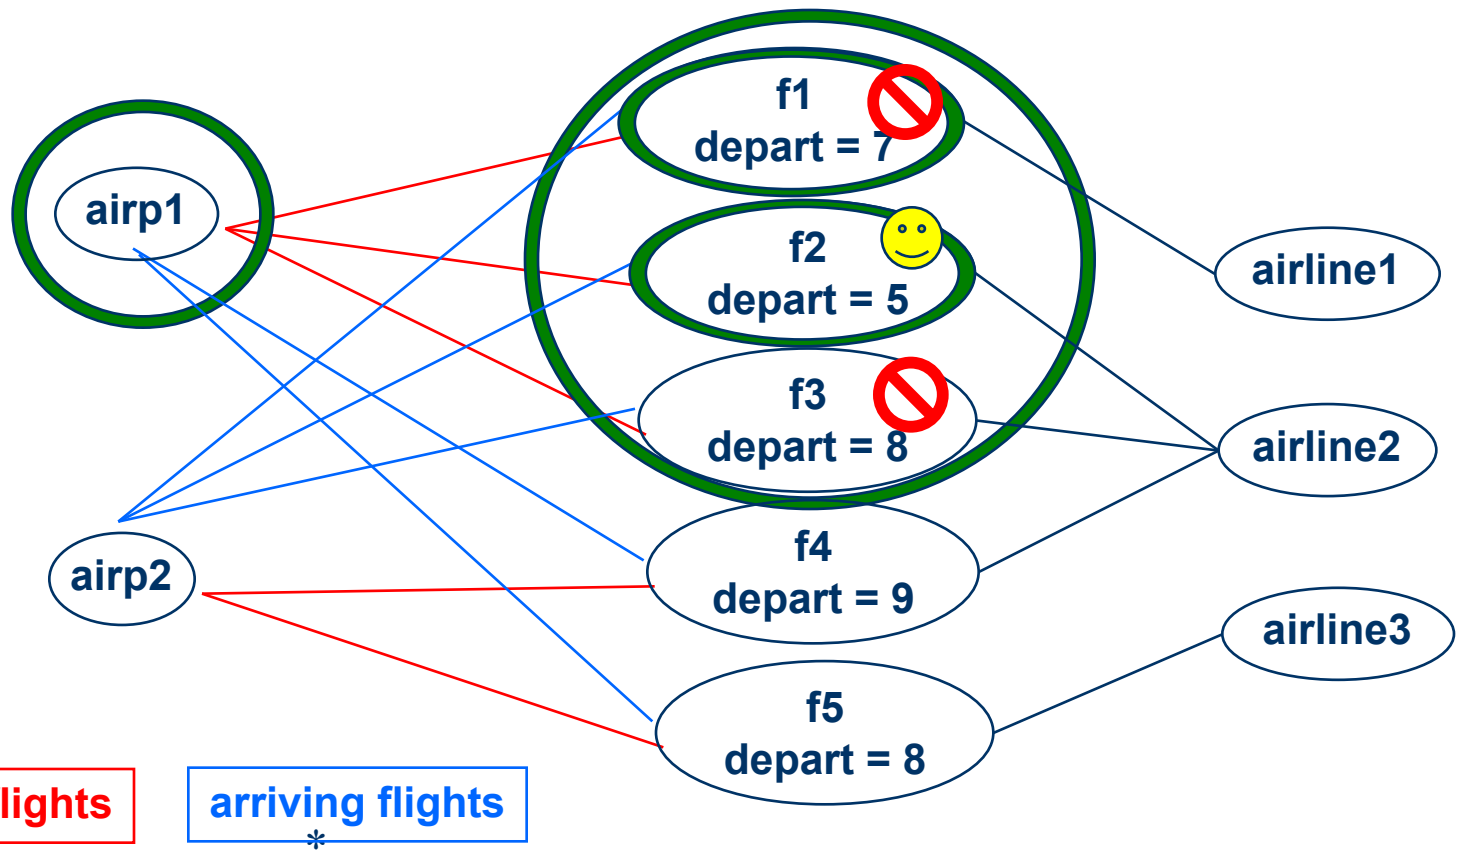 airp1
f1
depart = 7
f2
depart = 5
f3
depart = 8
f4
depart = 9
f5
depart = 8
airp2
airline1
airline2
airline3
lights
arriving flights
*